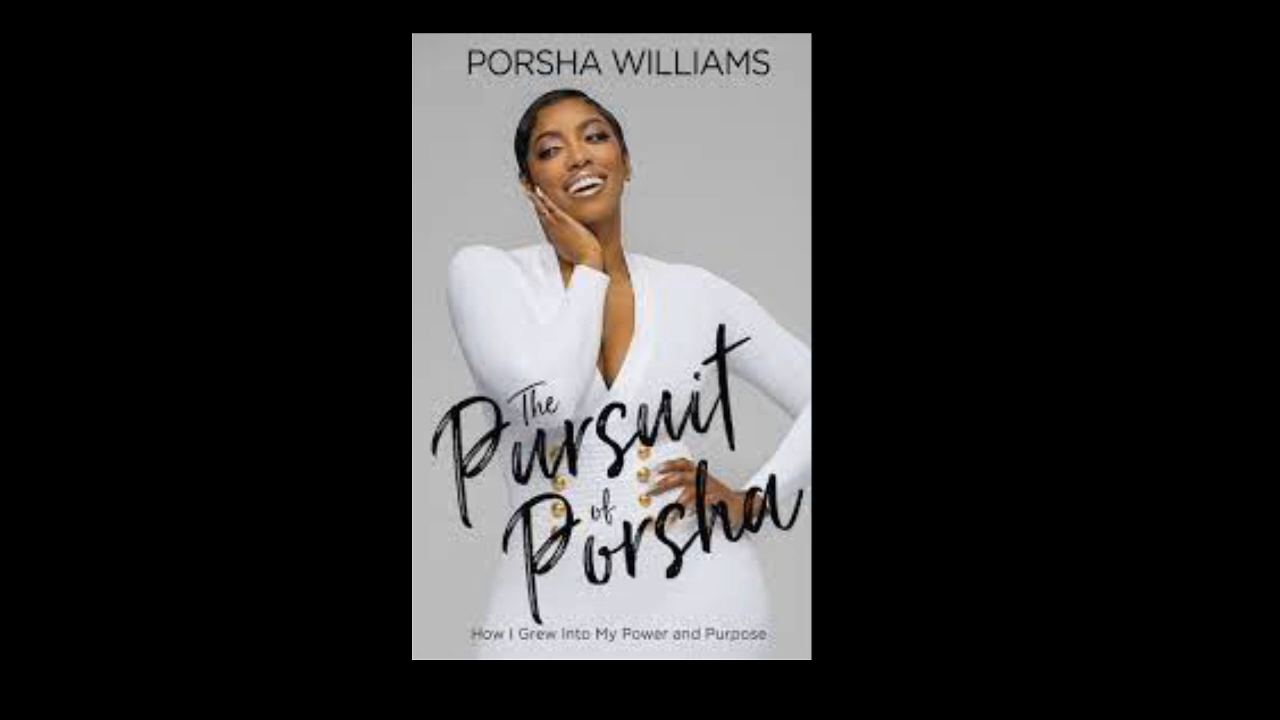 PORSHA WILLIAMS
The
Pursuit
of
Porsha
How I Grew Into My Power and Purpose